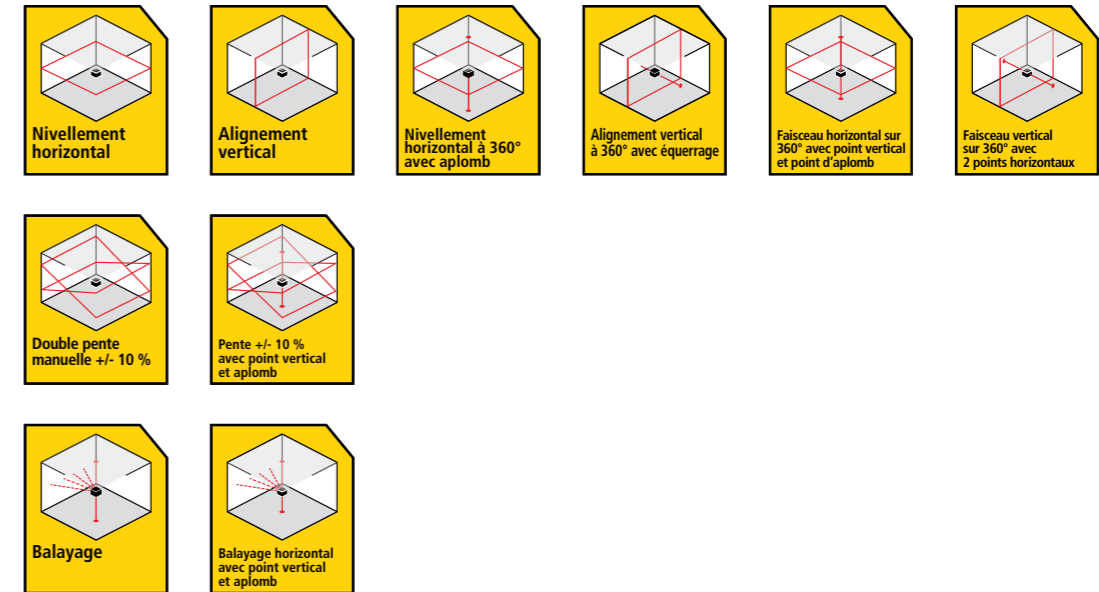 Nivellement
horizontal
Alignement
vertical
Nivellement
horizontal à 360°
avec aplomb
Alignement vertical
à 360° avec équerrage
Faisceau horizontal sur
360° avec point vertical
et point d’aplomb
Faisceau vertical
sur 360° avec
2 points horizontaux
Double pente
manuelle +/- 10 %
Pente +/- 10 %
avec point vertical
et aplomb
Balayage
Balayage horizontal
avec point vertical
et aplomb